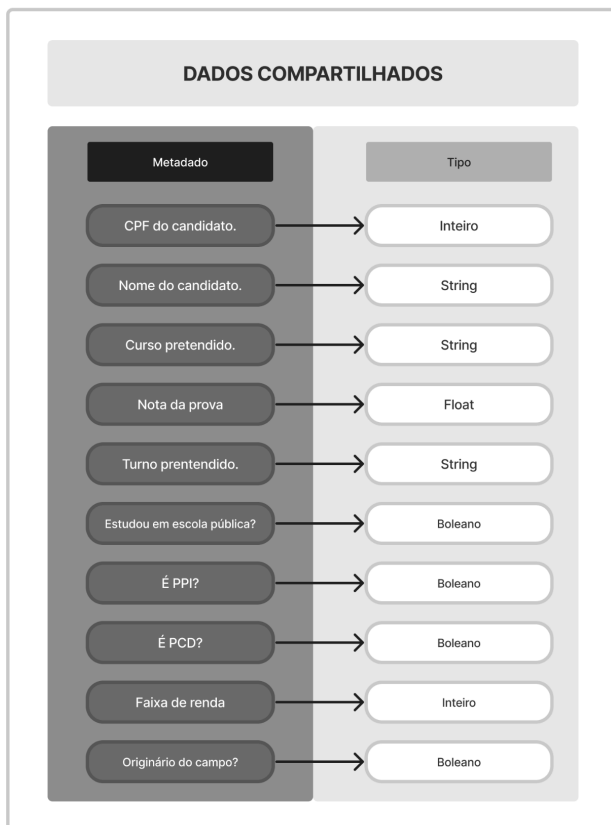 DADOS COMPARTILHADOS
Metadado Tipo
CPF do candidato. Inteiro
Nome do candidato. String
Curso pretendido. String
Nota da prova Float
Turno prentendido. String
Estudou em escola pública? Boleano
É PPI? Boleano
É PCD? Boleano
Faixa de renda Inteiro
Originário do campo? Boleano